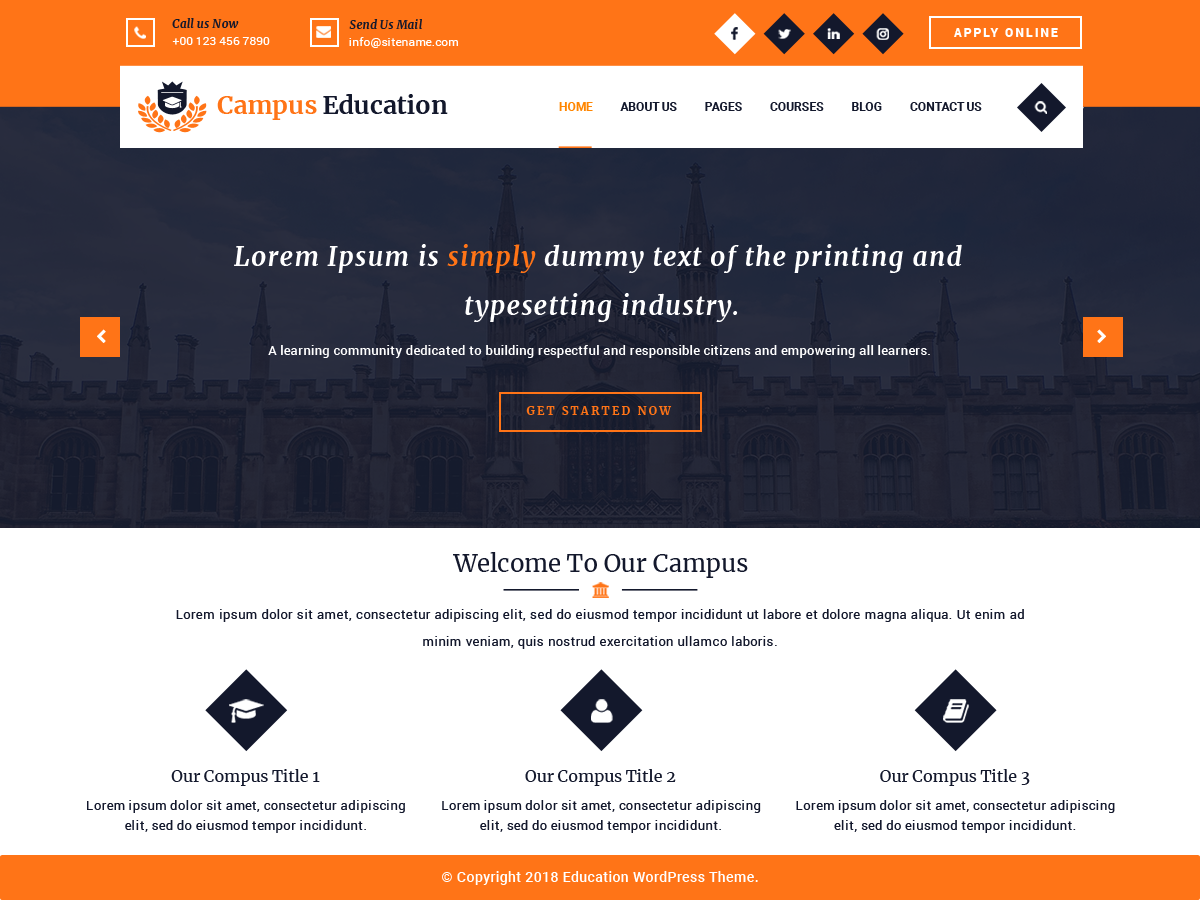 Call us Now
+00 123 456 7890
Send Us Mail
info@sitename.com
APPLY ONLINE
Campus Education
HOME ABOUT US PAGES COURSES BLOG CONTACT US
Lorem Ipsum is simply dummy text of the printing and
typesetting industry.
A learning community dedicated to building respectful and responsible citizens and empowering all learners.
GET STARTED NOW
Welcome To Our Campus
Lorem ipsum dolor sit amet, consectetur adipiscing elit, sed do eiusmod tempor incididunt ut labore et dolore magna aliqua. Ut enim ad
minim veniam, quis nostrud exercitation ullamco laboris.
Our Compus Title 1
Lorem ipsum dolor sit amet, consectetur adipiscing
elit, sed do eiusmod tempor incididunt.
Our Compus Title 2
Lorem ipsum dolor sit amet, consectetur adipiscing
elit, sed do eiusmod tempor incididunt.
Our Compus Title 3
Lorem ipsum dolor sit amet, consectetur adipiscing
elit, sed do eiusmod tempor incididunt.
© Copyright 2018 Education WordPress Theme.